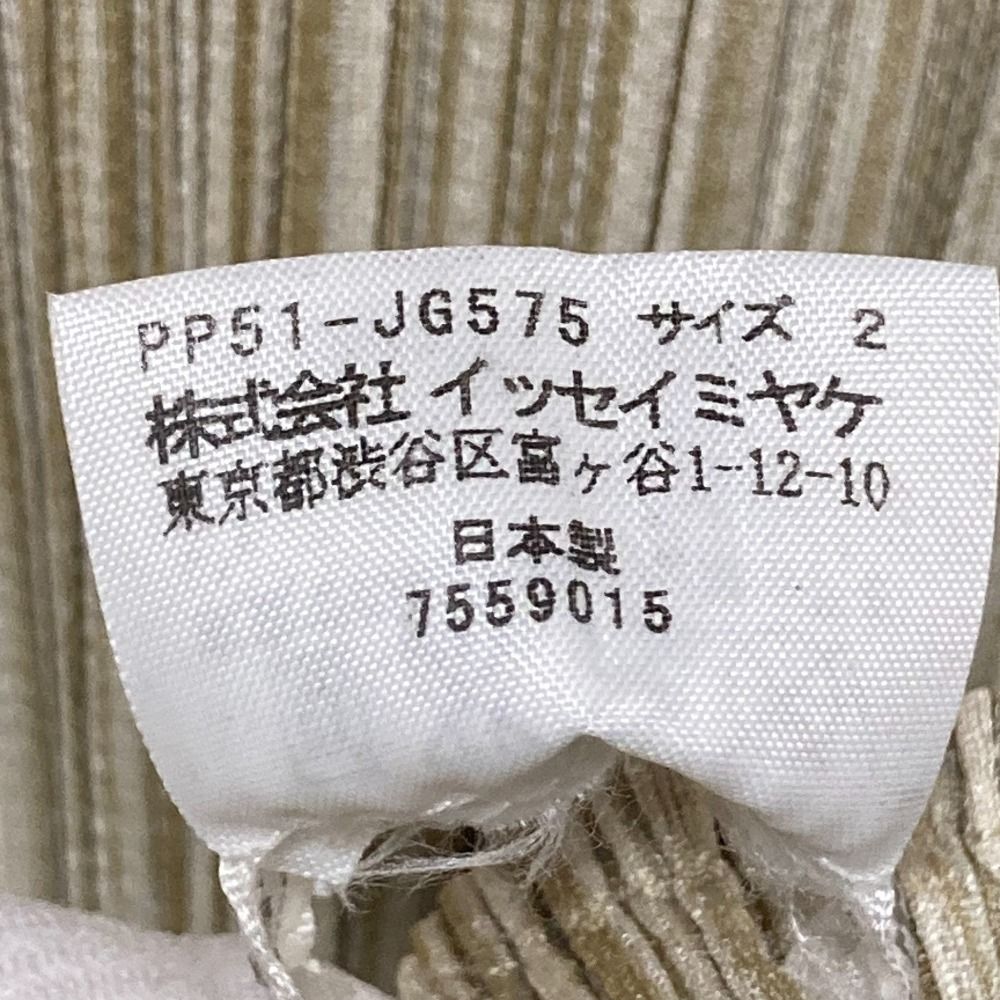 PP51-JG575 サイズ 2
株式会社 イッセイミヤケ
東京都渋谷区富ヶ谷1-12-10
日本製
7559015